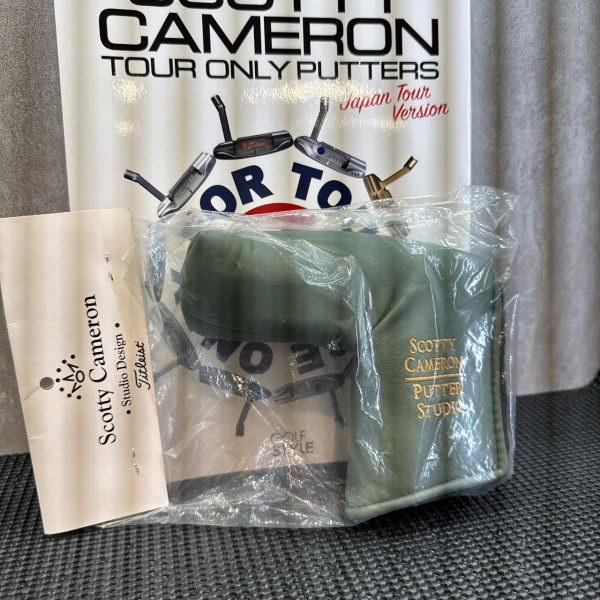 SCOTTY
CAMERON
TOUR ONLY PUTTERS
Japan Tour
Version
OR TO
Scotty Cameron
• Studio Design •
Titleist
SCOTTY
CAMERON
PUTTER
STUDIO
GOLF
STYLE